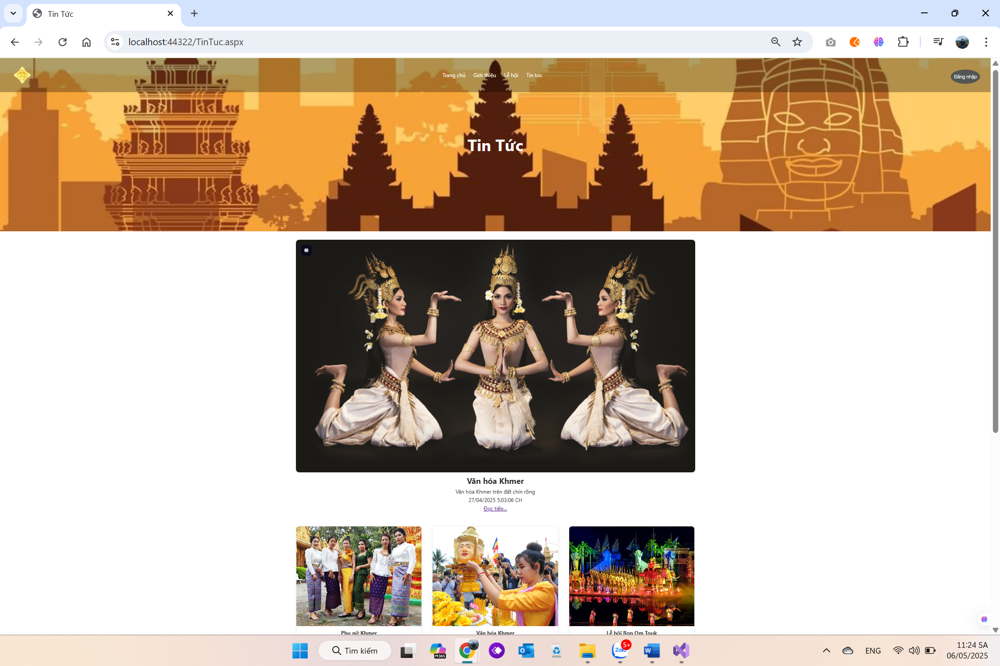 Tin Tức
localhost:44322/TinTuc.aspx
Trang chủ Giới thiệu Lễ hội Tin tức
Đăng nhập
Tin Tức
Văn hóa Khmer
Văn hóa Khmer trên đất chín rồng
27/04/2025 5:03:06 CH
Đọc tiếp...
Phụ nữ Khmer
Văn hóa Khmer
Lễ hội Bon Om Touk
Tìm kiếm
M365
Zalo
5+
ENG
11:24 SA
06/05/2025